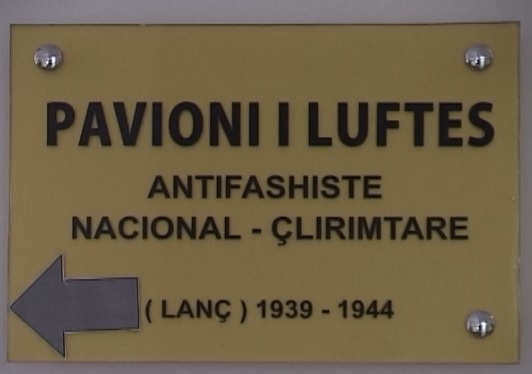 PAVIONI I LUFTES
ANTIFASHISTE
NACIONAL - ÇLIRIMTARE
( LANÇ ) 1939 - 1944